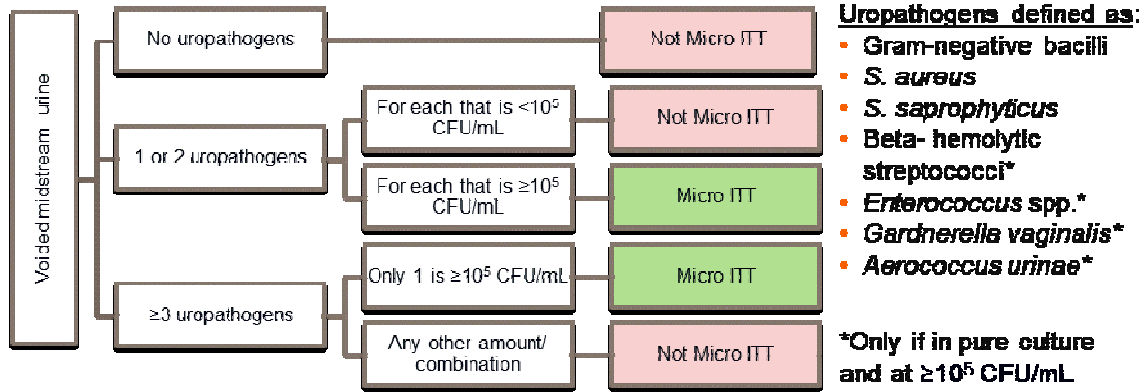 Voided midstream urine
No uropathogens
Not Micro ITT
1 or 2 uropathogens
For each that is <10⁵
CFU/mL
Not Micro ITT
For each that is ≥10⁵
CFU/mL
Micro ITT
≥3 uropathogens
Only 1 is ≥10⁵ CFU/mL
Micro ITT
Any other amount/
combination
Not Micro ITT
Uropathogens defined as:
• Gram-negative bacilli
• S. aureus
• S. saprophyticus
• Beta- hemolytic
streptococci*
• Enterococcus spp.*
• Gardnerella vaginalis*
• Aerococcus urinae*
*Only if in pure culture
and at ≥10⁵ CFU/mL